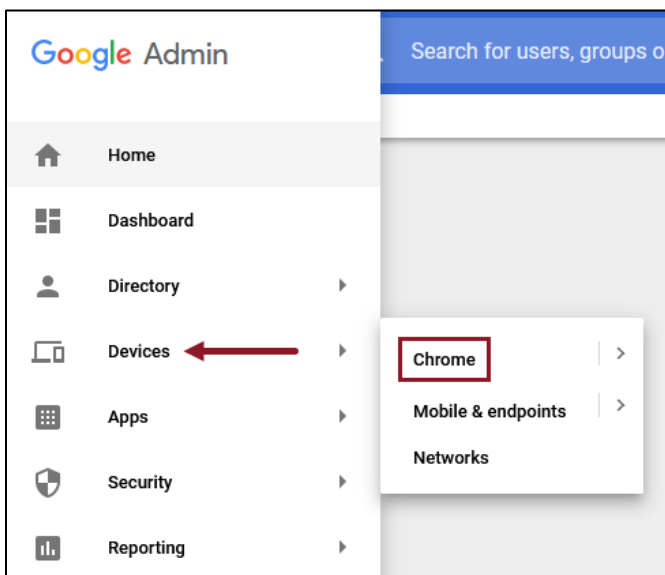 Google Admin
Search for users, groups o
Home
Dashboard
Directory
Devices
Apps
Security
Reporting
Chrome
Mobile & endpoints
Networks